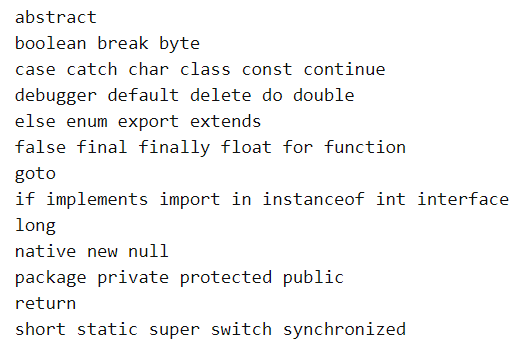 abstract
boolean break byte
case catch char class const continue
debugger default delete do double
else enum export extends
false final finally float for function
goto
if implements import in instanceof int interface
long
native new null
package private protected public
return
short static super switch synchronized